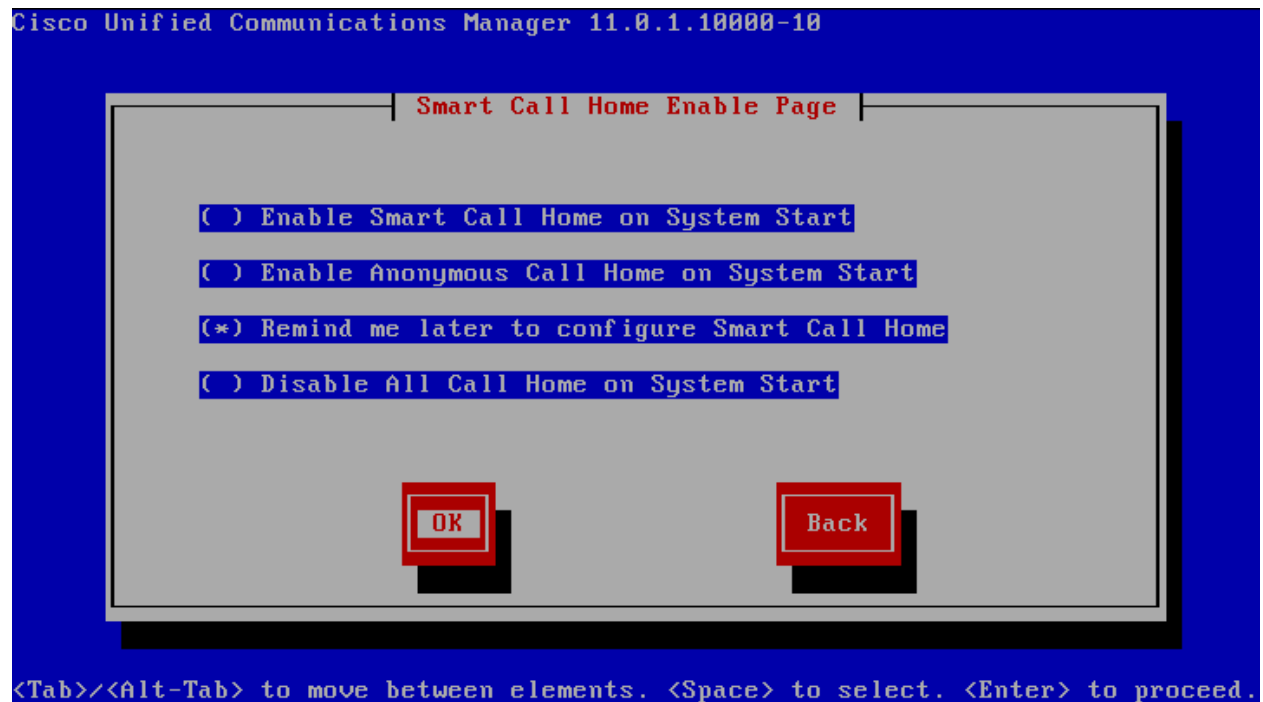 Cisco Unified Communications Manager 11.0.1.10000-10
Smart Call Home Enable Page
( ) Enable Smart Call Home on System Start
( ) Enable Anonymous Call Home on System Start
(*) Remind me later to configure Smart Call Home
( ) Disable All Call Home on System Start
OK Back
<Tab>/<Alt-Tab> to move between elements. <Space> to select. <Enter> to proceed.